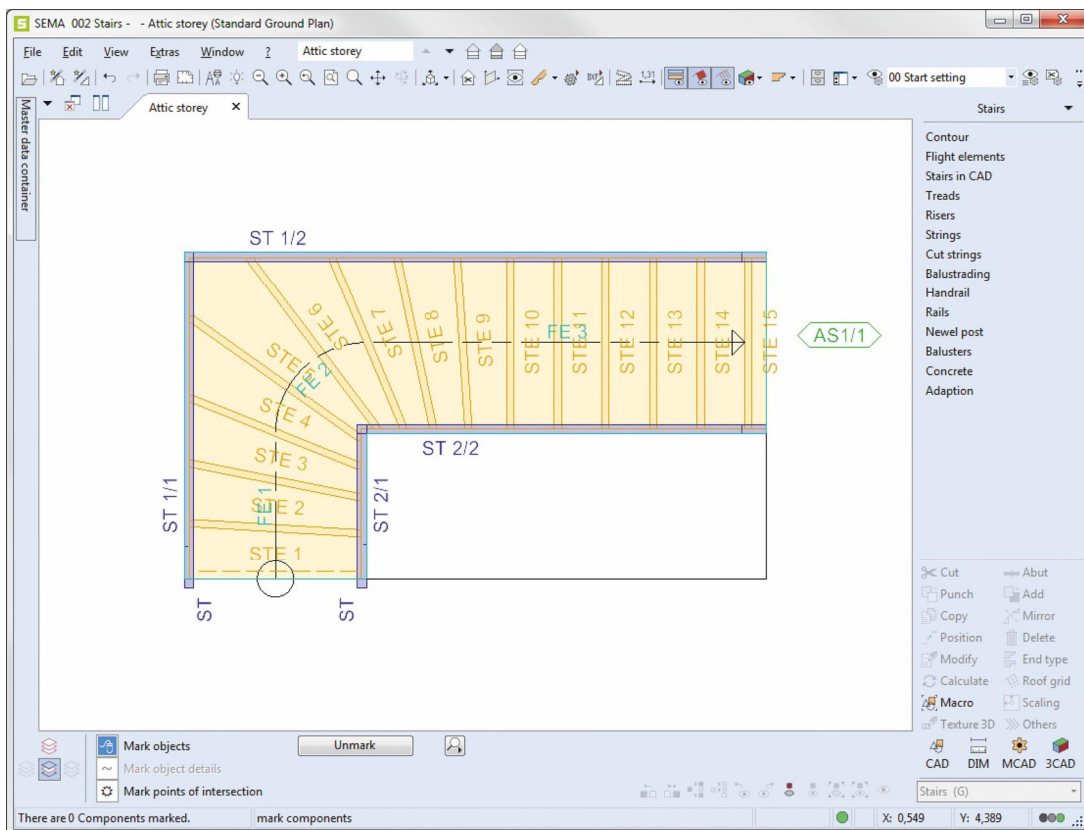 SEMA 002 Stairs - - Attic storey (Standard Ground Plan)
File Edit View Extras Window ? Attic storey
1,31 00 Start setting
Master data container
Attic storey X
Stairs
Contour
Flight elements
Stairs in CAD
Treads
Risers
Strings
Cut strings
Balustrading
Handrail
Rails
Newel post
Balusters
Concrete
Adaption
ST 1/2
STE 6
STE 7
STE 8
STE 9
STE 10
STE 11
STE 12
STE 13
STE 14
STE 15
FE 3
AS1/1
STE 5
FE 2
STE 4
STE 3
ST 2/2
ST 1/1
FE 1
STE 2
ST 2/1
STE 1
ST
ST
Cut Abut
Punch Add
Copy Mirror
Position Delete
Modify End type
Calculate Roof grid
Macro Scaling
Texture 3D Others
CAD DIM MCAD 3CAD
Stairs (G)
Mark objects Unmark
Mark object details
Mark points of intersection
There are 0 Components marked. mark components X: 0,549 Y: 4,389